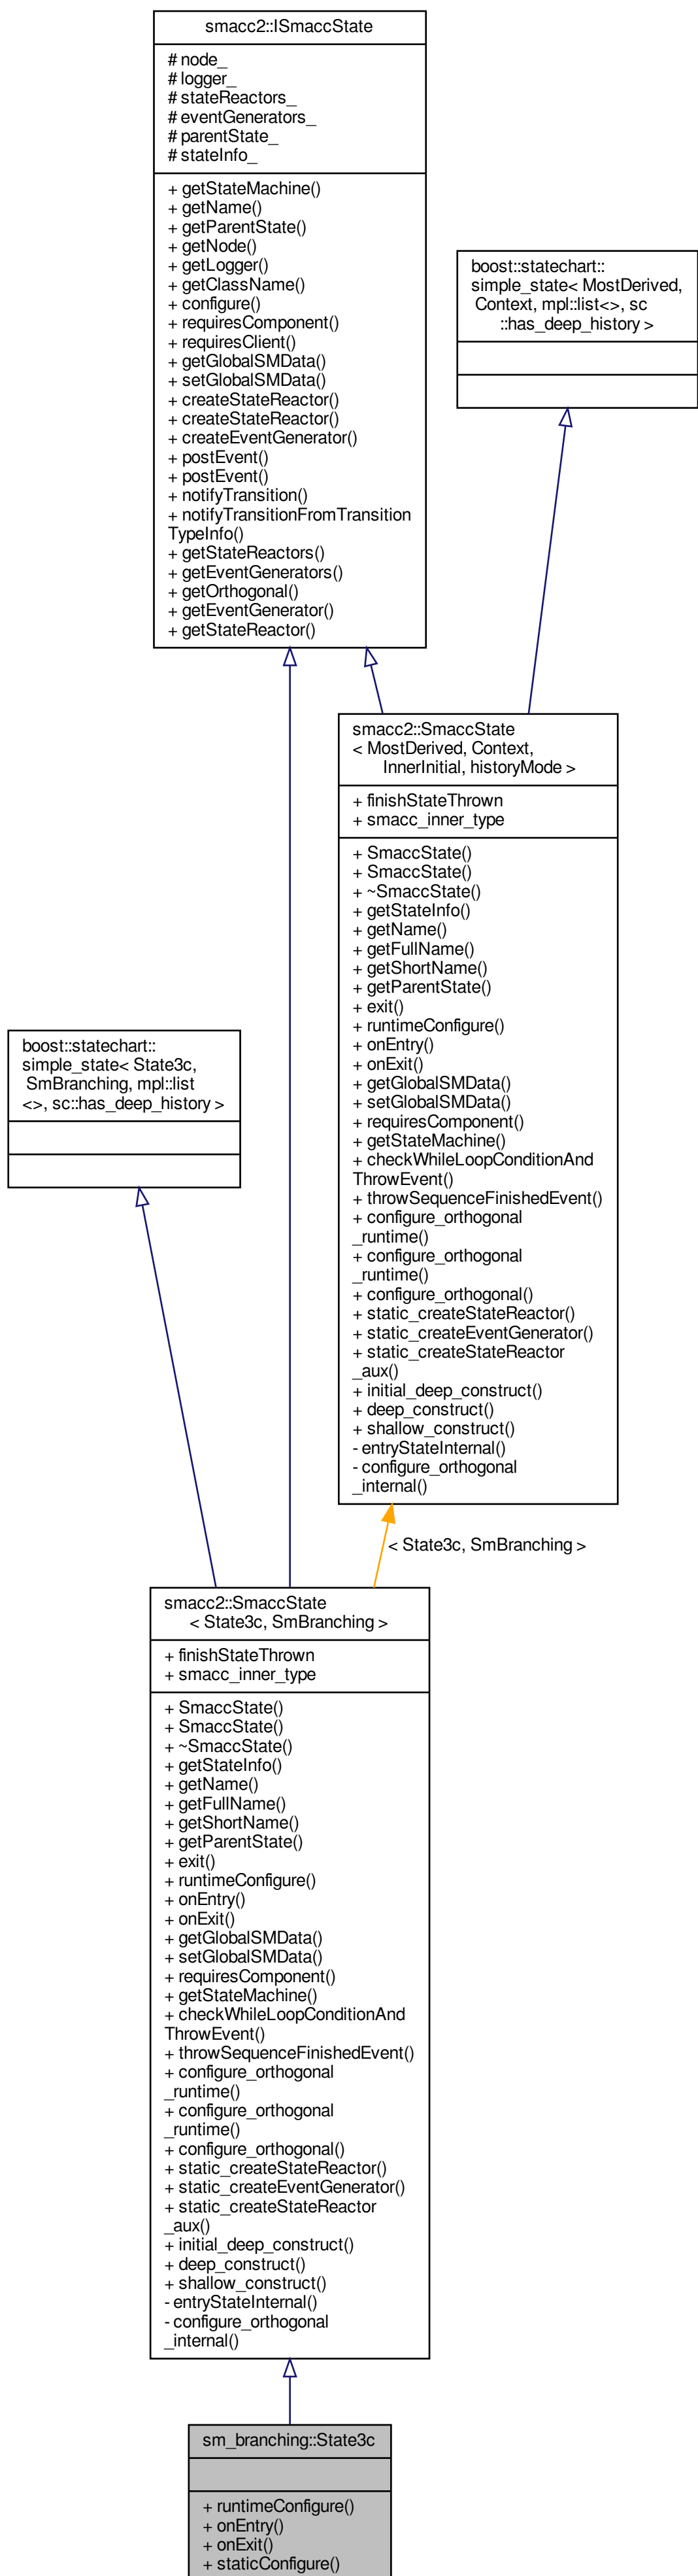 smacc2::ISmaccState
# node_
# logger_
# stateReactors_
# eventGenerators_
# parentState_
# stateInfo_
+ getStateMachine()
+ getName()
+ getParentState()
+ getNode()
+ getLogger()
+ getClassName()
+ configure()
+ requiresComponent()
+ requiresClient()
+ getGlobalSMData()
+ setGlobalSMData()
+ createStateReactor()
+ createStateReactor()
+ createEventGenerator()
+ postEvent()
+ postEvent()
+ notifyTransition()
+ notifyTransitionFromTransition
TypeInfo()
+ getStateReactors()
+ getEventGenerators()
+ getOrthogonal()
+ getEventGenerator()
+ getStateReactor()
boost::statechart::
simple_state< MostDerived,
Context, mpl::list<>, sc
::has_deep_history >
smacc2::SmaccState
< MostDerived, Context,
InnerInitial, historyMode >
+ finishStateThrown
+ smacc_inner_type
+ SmaccState()
+ SmaccState()
+ ~SmaccState()
+ getStateInfo()
+ getName()
+ getFullName()
+ getShortName()
+ getParentState()
+ exit()
+ runtimeConfigure()
+ onEntry()
+ onExit()
+ getGlobalSMData()
+ setGlobalSMData()
+ requiresComponent()
+ getStateMachine()
+ checkWhileLoopConditionAnd
ThrowEvent()
+ throwSequenceFinishedEvent()
+ configure_orthogonal
_runtime()
+ configure_orthogonal
_runtime()
+ configure_orthogonal()
+ static_createStateReactor()
+ static_createEventGenerator()
+ static_createStateReactor
_aux()
+ initial_deep_construct()
+ deep_construct()
+ shallow_construct()
- entryStateInternal()
- configure_orthogonal
_internal()
boost::statechart::
simple_state< State3c,
SmBranching, mpl::list
<>, sc::has_deep_history >
< State3c, SmBranching >
smacc2::SmaccState
< State3c, SmBranching >
+ finishStateThrown
+ smacc_inner_type
+ SmaccState()
+ SmaccState()
+ ~SmaccState()
+ getStateInfo()
+ getName()
+ getFullName()
+ getShortName()
+ getParentState()
+ exit()
+ runtimeConfigure()
+ onEntry()
+ onExit()
+ getGlobalSMData()
+ setGlobalSMData()
+ requiresComponent()
+ getStateMachine()
+ checkWhileLoopConditionAnd
ThrowEvent()
+ throwSequenceFinishedEvent()
+ configure_orthogonal
_runtime()
+ configure_orthogonal
_runtime()
+ configure_orthogonal()
+ static_createStateReactor()
+ static_createEventGenerator()
+ static_createStateReactor
_aux()
+ initial_deep_construct()
+ deep_construct()
+ shallow_construct()
- entryStateInternal()
- configure_orthogonal
_internal()
sm_branching::State3c
+ runtimeConfigure()
+ onEntry()
+ onExit()
+ staticConfigure()